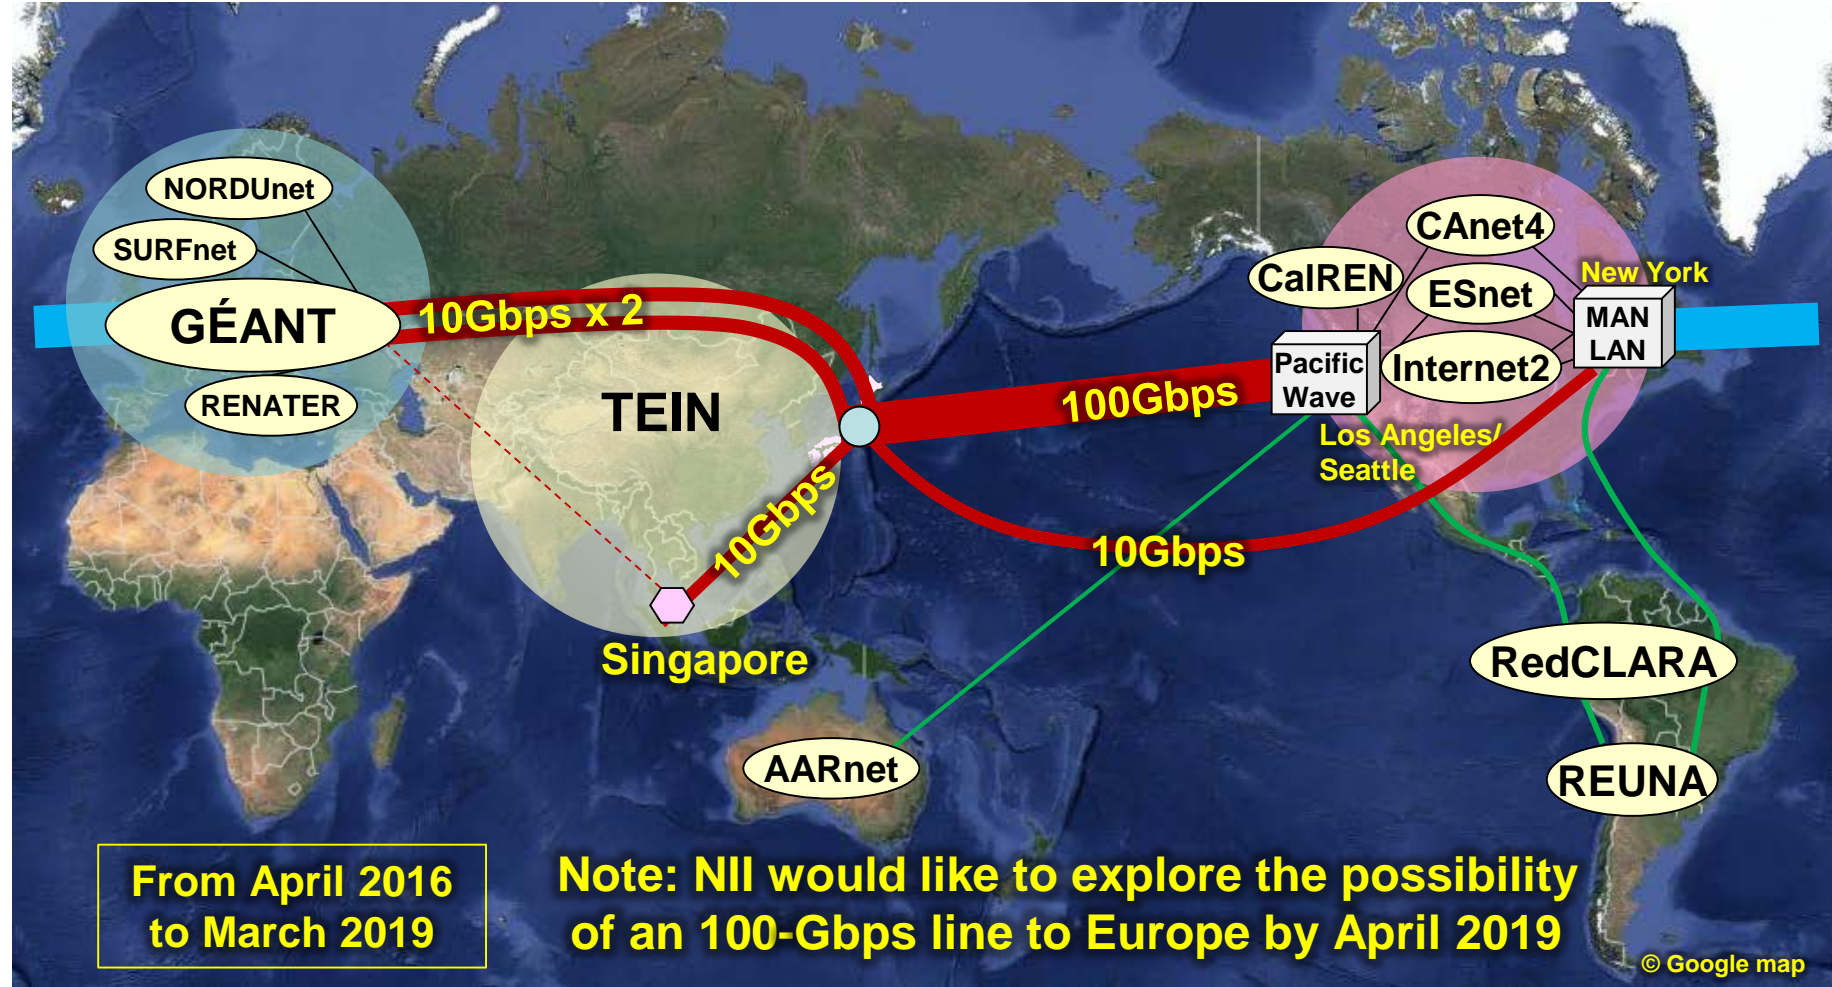 NORDUnet
SURFnet
GÉANT
RENATER
10Gbps x 2
TEIN
10Gbps
Singapore
100Gbps
10Gbps
AARnet
CAnet4
CalREN
ESnet
Internet2
New York
MAN
LAN
Pacific
Wave
Los Angeles/
Seattle
RedCLARA
REUNA
From April 2016
to March 2019
Note: NII would like to explore the possibility
of an 100-Gbps line to Europe by April 2019
© Google map